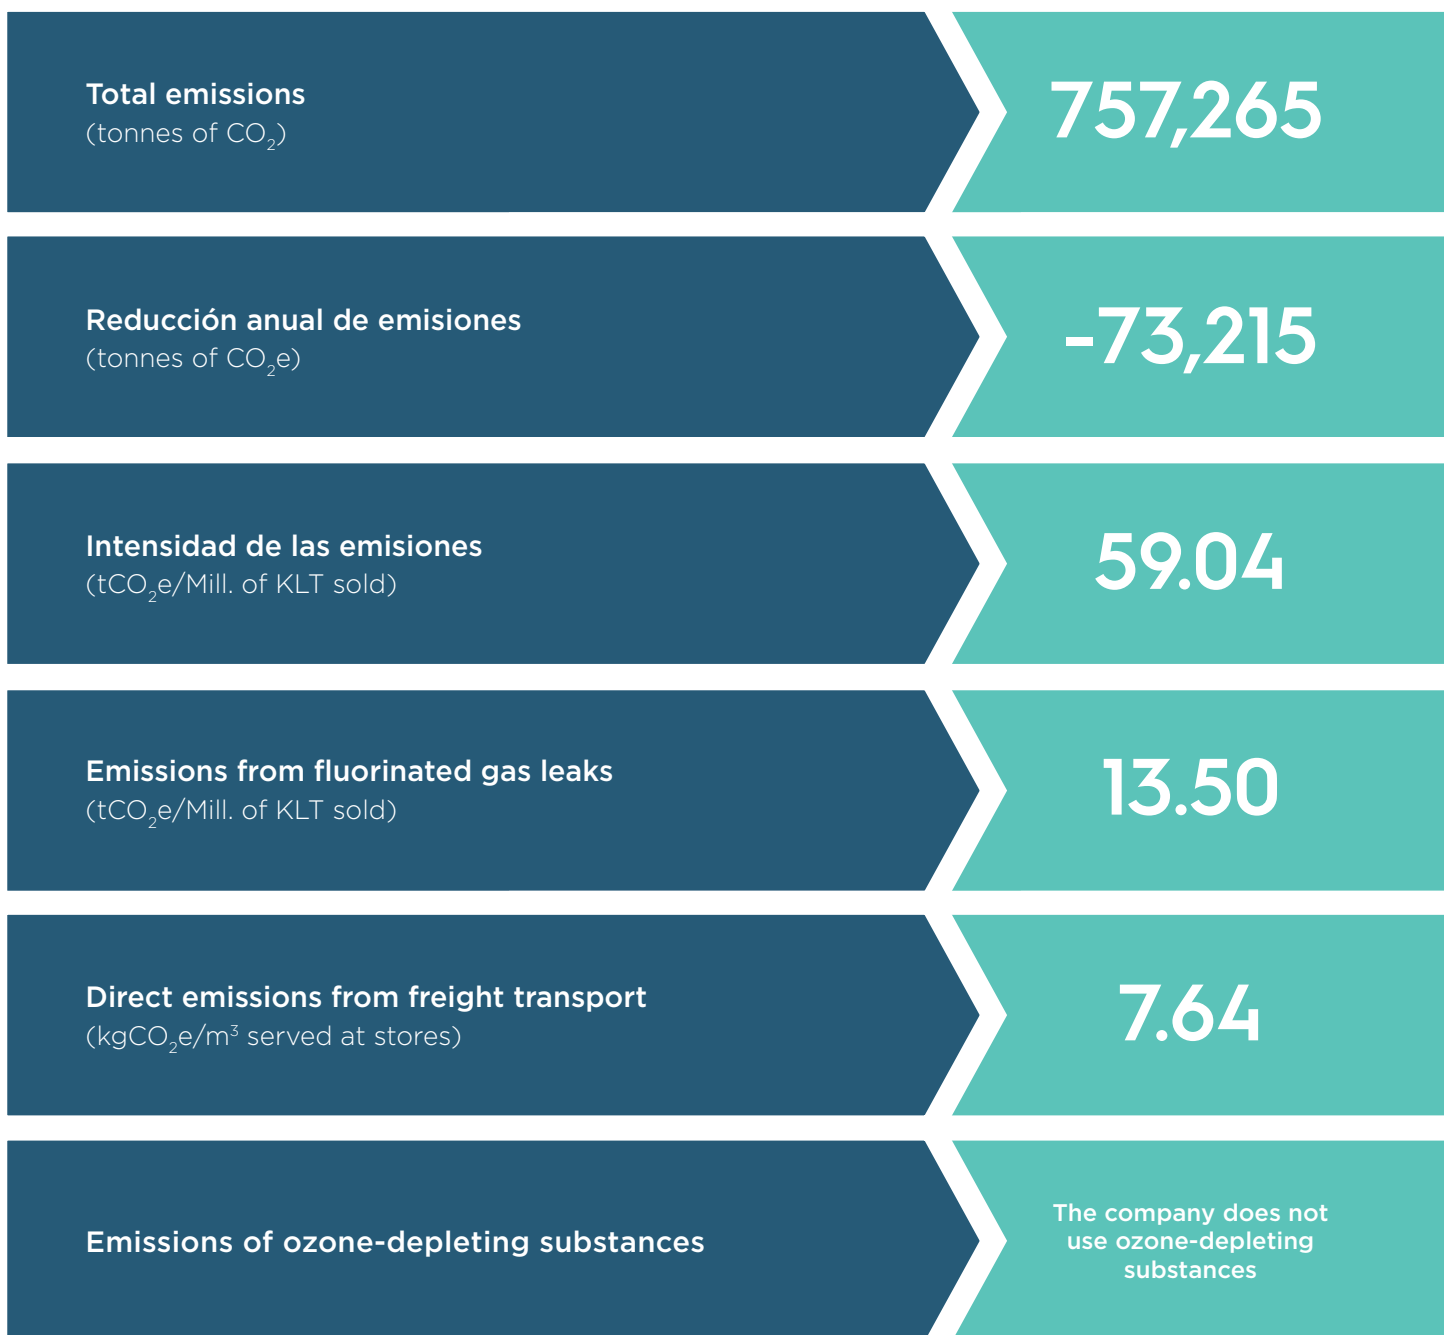 Total emissions
(tonnes of CO₂)
757,265
Reducción anual de emisiones
(tonnes of CO₂e)
-73,215
Intensidad de las emisiones
(tCO₂e/Mill. of KLT sold)
59.04
Emissions from fluorinated gas leaks
(tCO₂e/Mill. of KLT sold)
13.50
Direct emissions from freight transport
(kgCO₂e/m³ served at stores)
7.64
Emissions of ozone-depleting substances
The company does not
use ozone-depleting
substances